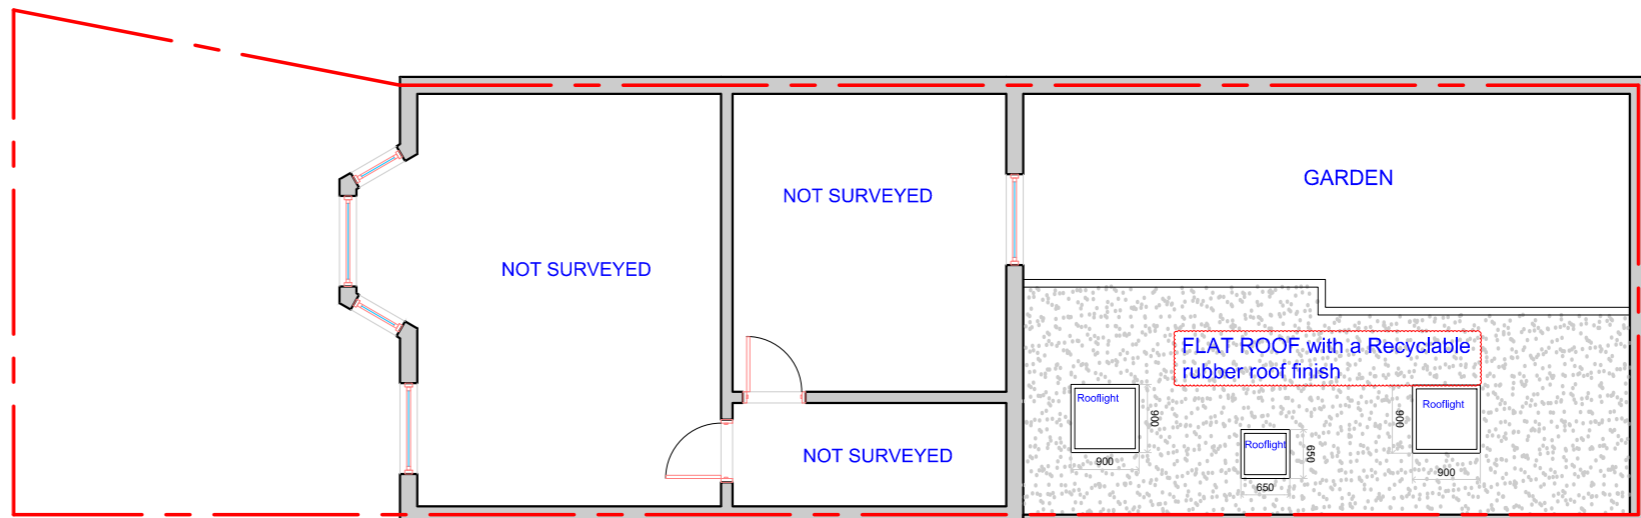 NOT SURVEYED
NOT SURVEYED
NOT SURVEYED
GARDEN
FLAT ROOF with a Recyclable
rubber roof finish
Rooflight
900
900
Rooflight
650
650
Rooflight
900
900